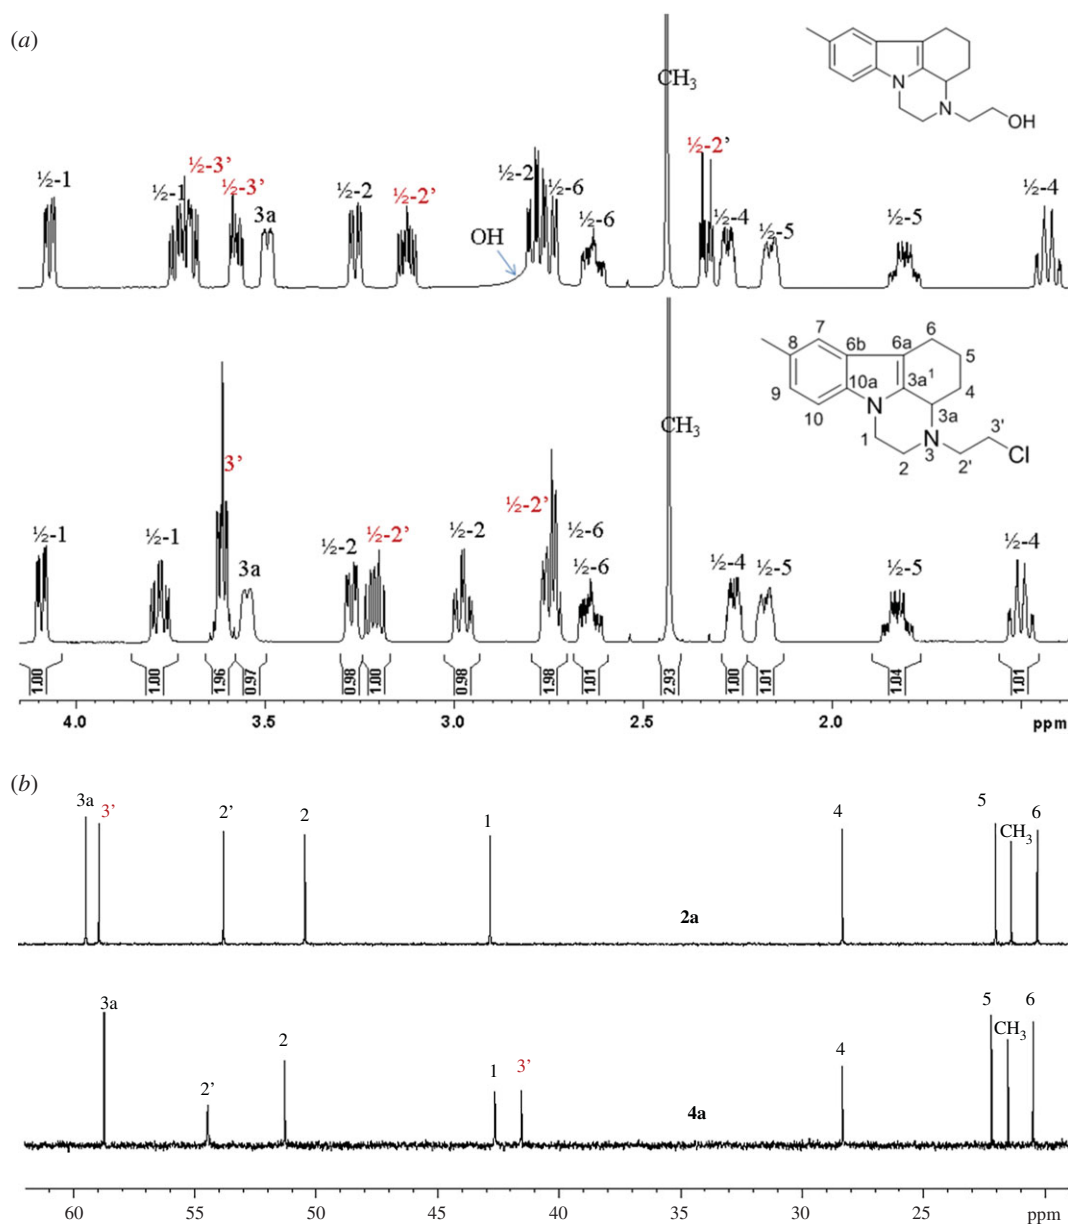 (a)
CH3
N
N
OH
½-1
½-1
½-3’
½-3’
3a
½-2
½-2’
OH
½-2
½-6
½-6
½-2’
½-4
½-5
½-5
½-4
8
7
6b
6a
6
5
9
10a
3a1
4
10
N
3a
3'
1
N
3
Cl
2
2'
CH3
½-1
½-1
3’
3a
½-2
½-2’
½-2
½-2’
½-6
½-6
½-4
½-5
½-5
½-4
1.00
1.00
1.96
0.97
0.98
1.00
0.98
1.98
1.01
2.93
1.00
1.01
1.04
1.01
4.0 3.5 3.0 2.5 2.0 ppm
(b)
3a 3’ 2’ 2 1 4 5 CH3 6
2a
3a 2’ 2 1 3’ 4 5 CH3 6
4a
60 55 50 45 40 35 30 25 ppm